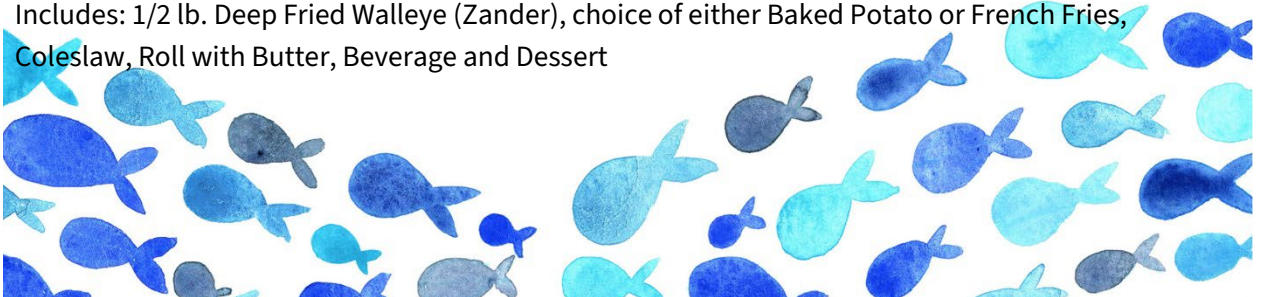 Includes: 1/2 lb. Deep Fried Walleye (Zander), choice of either Baked Potato or French Fries,
Coleslaw, Roll with Butter, Beverage and Dessert